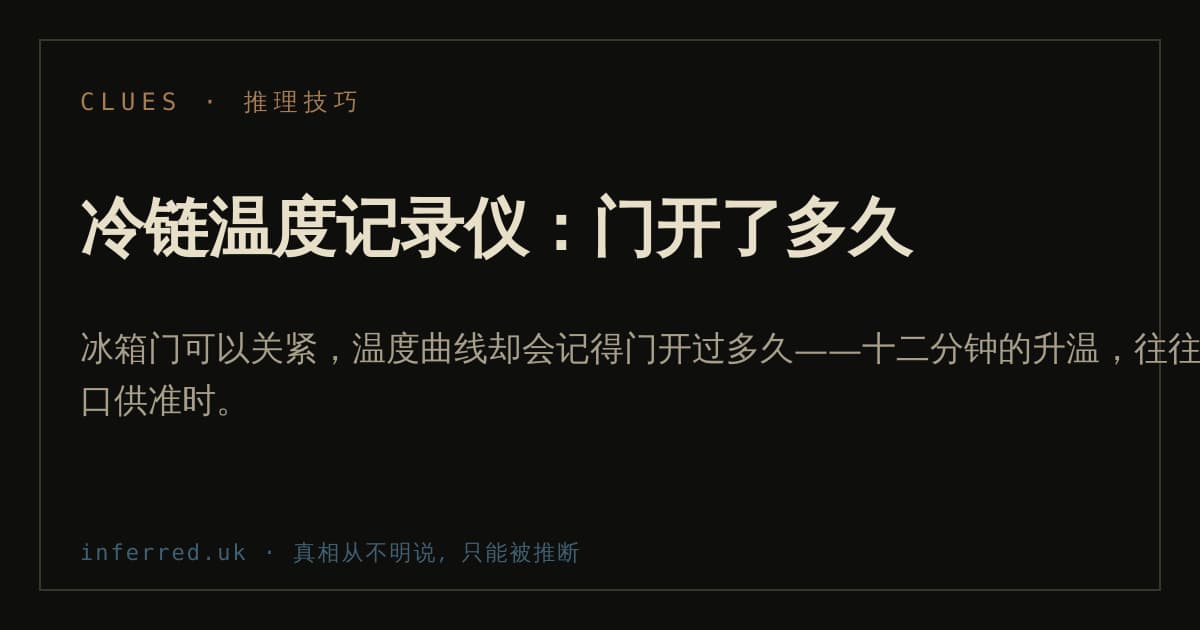 CLUES · 推理技巧
冷链温度记录仪：门开了多久
冰箱门可以关紧，温度曲线却会记得门开过多久——十二分钟的升温，往往
口供准时。
inferred.uk · 真相从不明说, 只能被推断